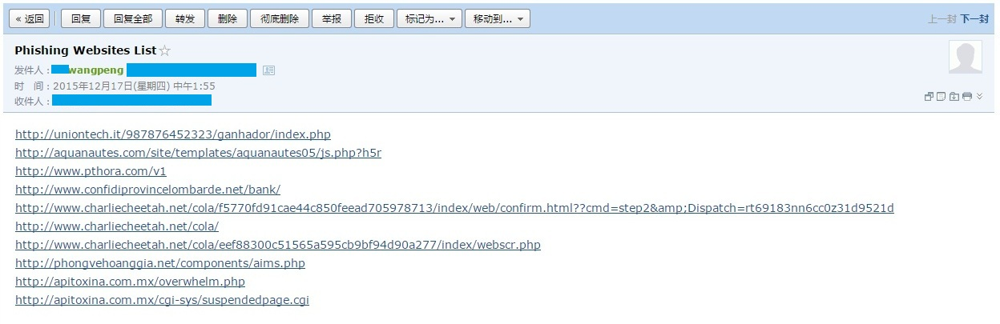 « 返回 回复 回复全部 转发 删除 彻底删除 举报 拒收 标记为... 移动到... 上一封 下一封
Phishing Websites List
发件人：wangpeng
时 间：2015年12月17日(星期四) 中午1:55
收件人：
http://uniontech.it/987876452323/ganhador/index.php
http://aquanautes.com/site/templates/aquanautes05/js.php?h5r
http://www.pthora.com/v1
http://www.confidiprovincelombarde.net/bank/
http://www.charliecheetah.net/cola/f5770fd91cae44c850feead705978713/index/web/confirm.html??cmd=step2&amp;Dispatch=rt69183nn6cc0z31d9521d
http://www.charliecheetah.net/cola/
http://www.charliecheetah.net/cola/eef88300c51565a595cb9bf94d90a277/index/webscr.php
http://phongvehoanggia.net/components/aims.php
http://apitoxina.com.mx/overwhelm.php
http://apitoxina.com.mx/cgi-sys/suspendedpage.cgi